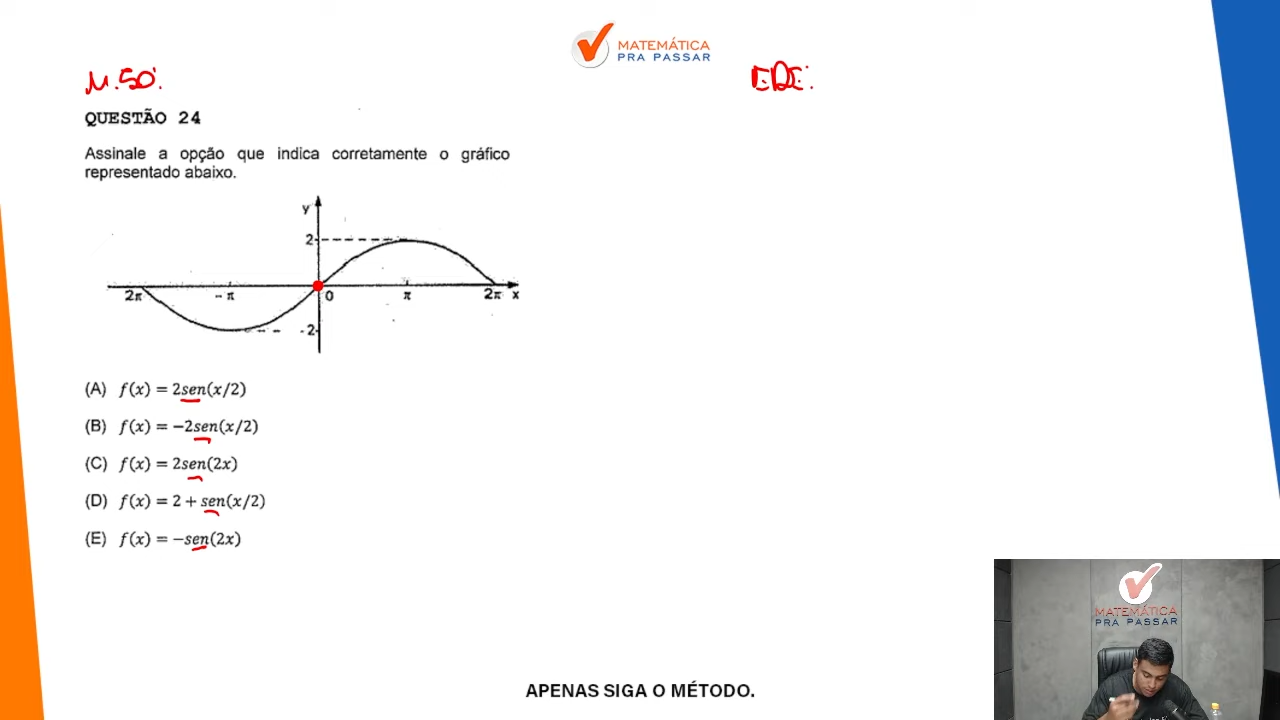 MATEMÁTICA
PRA PASSAR
M.50:
EDE:
QUESTÃO 24
Assinale a opção que indica corretamente o gráfico
representado abaixo.
y
2
2π -π 0 π 2π x
-2
(A) f(x) = 2sen(x/2)
(B) f(x) = −2sen(x/2)
(C) f(x) = 2sen(2x)
(D) f(x) = 2 + sen(x/2)
(E) f(x) = −sen(2x)
MATEMÁTICA
PRA PASSAR
APENAS SIGA O MÉTODO.